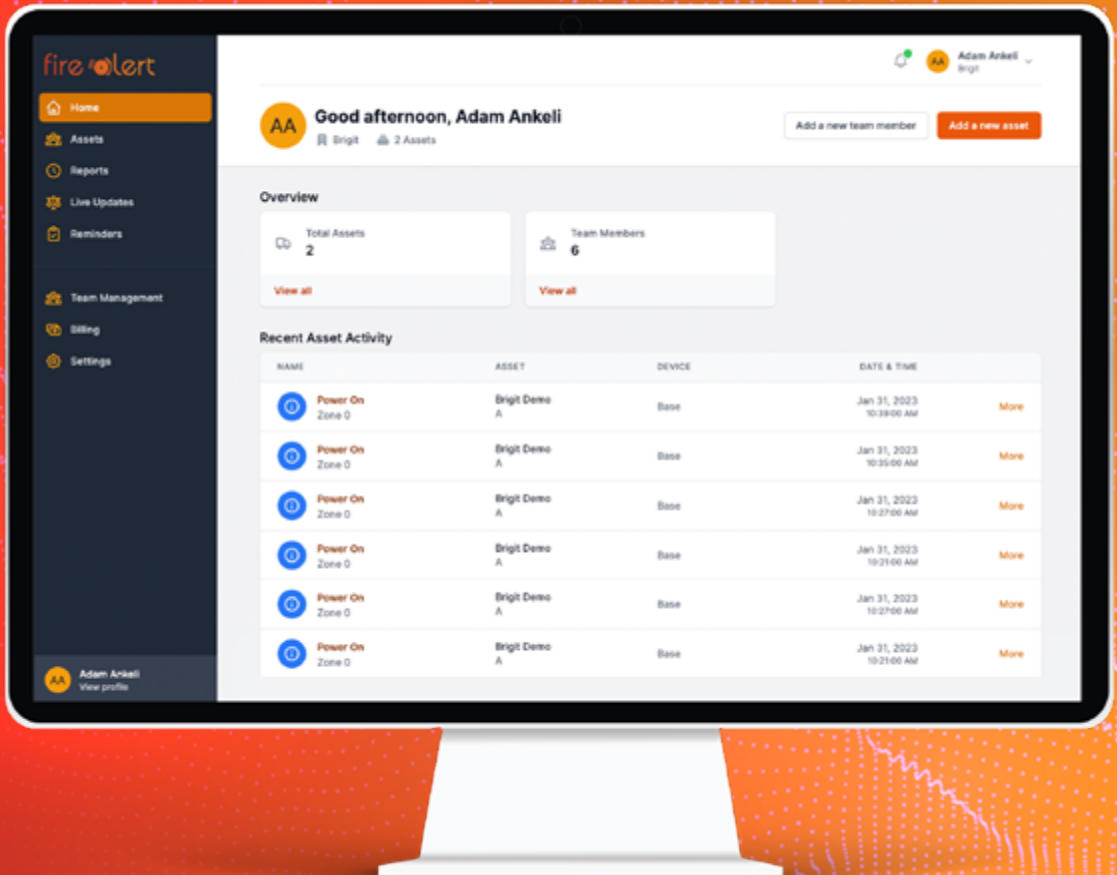 fire alert
Home
Assets
Reports
Live Updates
Reminders
Team Management
Billing
Settings
AA
Adam Ankeli
View profile
AA
Adam Ankeli
Brigit
AA
Good afternoon, Adam Ankeli
Brigit 2 Assets
Add a new team member
Add a new asset
Overview
Total Assets
2
View all
Team Members
6
View all
Recent Asset Activity
NAME ASSET DEVICE DATE & TIME
Power On Brigit Demo Base Jan 31, 2023 More
Zone 0 A 10:39:00 AM
Power On Brigit Demo Base Jan 31, 2023 More
Zone 0 A 10:35:00 AM
Power On Brigit Demo Base Jan 31, 2023 More
Zone 0 A 10:27:00 AM
Power On Brigit Demo Base Jan 31, 2023 More
Zone 0 A 10:21:00 AM
Power On Brigit Demo Base Jan 31, 2023 More
Zone 0 A 10:27:00 AM
Power On Brigit Demo Base Jan 31, 2023 More
Zone 0 A 10:21:00 AM